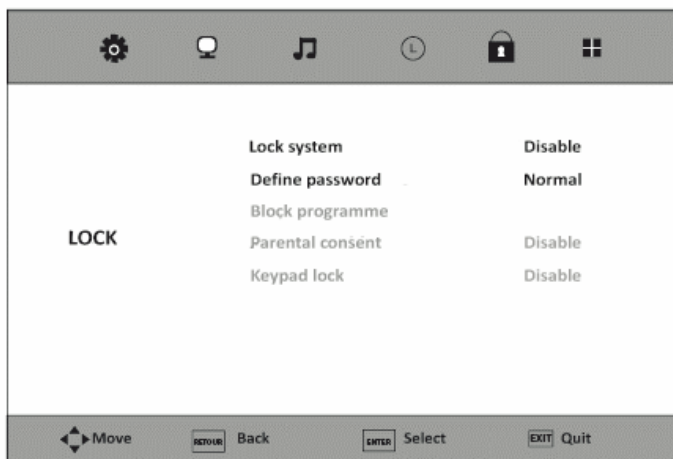 L
Lock system Disable
Define password Normal
Block programme
LOCK
Parental consent Disable
Keypad lock Disable
Move RETOUR Back ENTER Select EXIT Quit